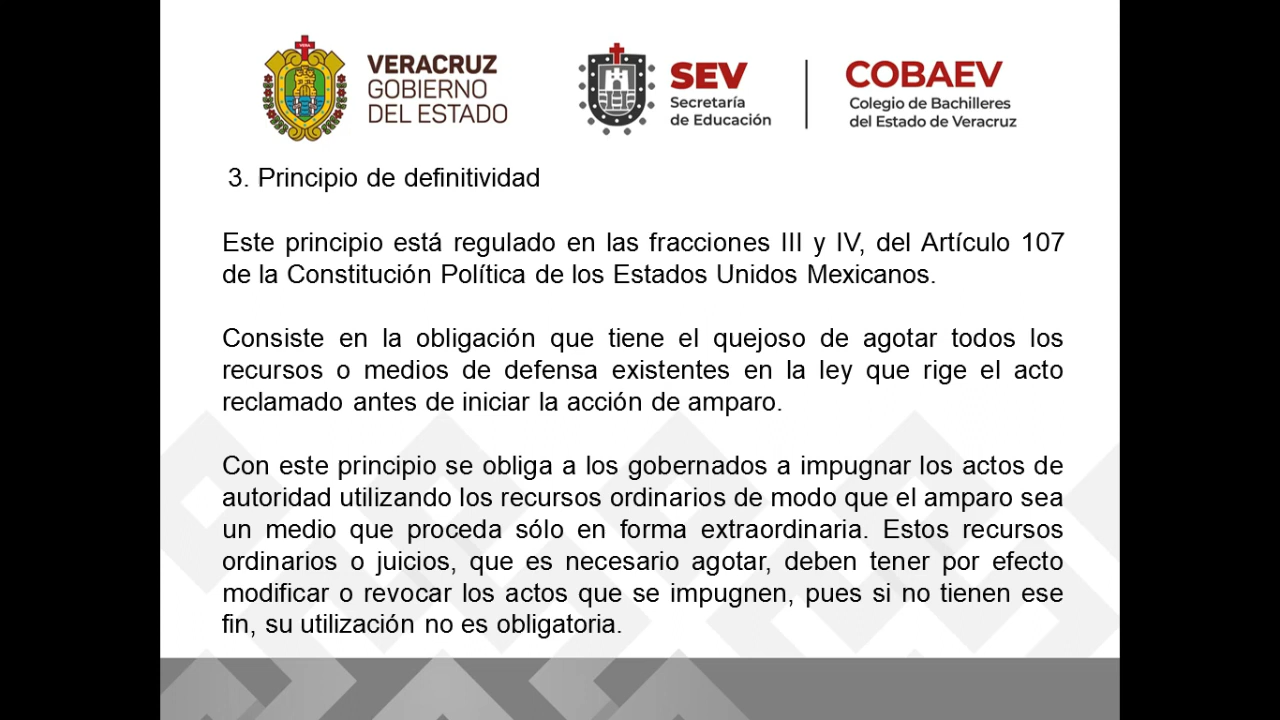 VERACRUZ
GOBIERNO
DEL ESTADO
SEV
Secretaría
de Educación
COBAEV
Colegio de Bachilleres
del Estado de Veracruz
3. Principio de definitividad
Este principio está regulado en las fracciones III y IV, del Artículo 107
de la Constitución Política de los Estados Unidos Mexicanos.
Consiste en la obligación que tiene el quejoso de agotar todos los
recursos o medios de defensa existentes en la ley que rige el acto
reclamado antes de iniciar la acción de amparo.
Con este principio se obliga a los gobernados a impugnar los actos de
autoridad utilizando los recursos ordinarios de modo que el amparo sea
un medio que proceda sólo en forma extraordinaria. Estos recursos
ordinarios o juicios, que es necesario agotar, deben tener por efecto
modificar o revocar los actos que se impugnen, pues si no tienen ese
fin, su utilización no es obligatoria.